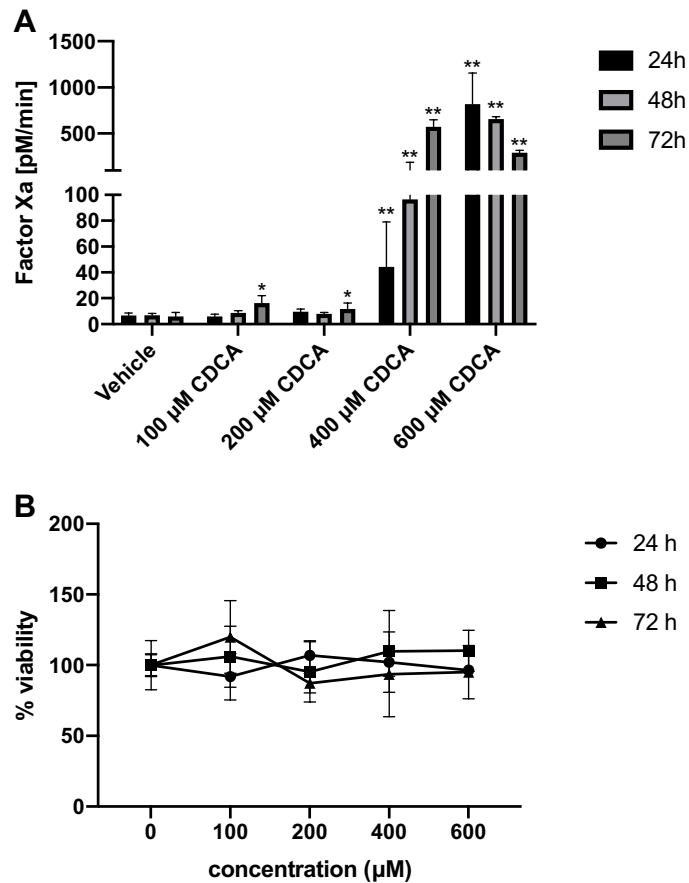 A
Factor Xa [pM/min]
1500
1000
500
100
80
60
40
20
0
** ** ** ** ** **
* *
Vehicle
100 µM CDCA
200 µM CDCA
400 µM CDCA
600 µM CDCA
24h
48h
72h
B
% viability
200
150
100
50
0
0 100 200 400 600
concentration (µM)
24 h
48 h
72 h